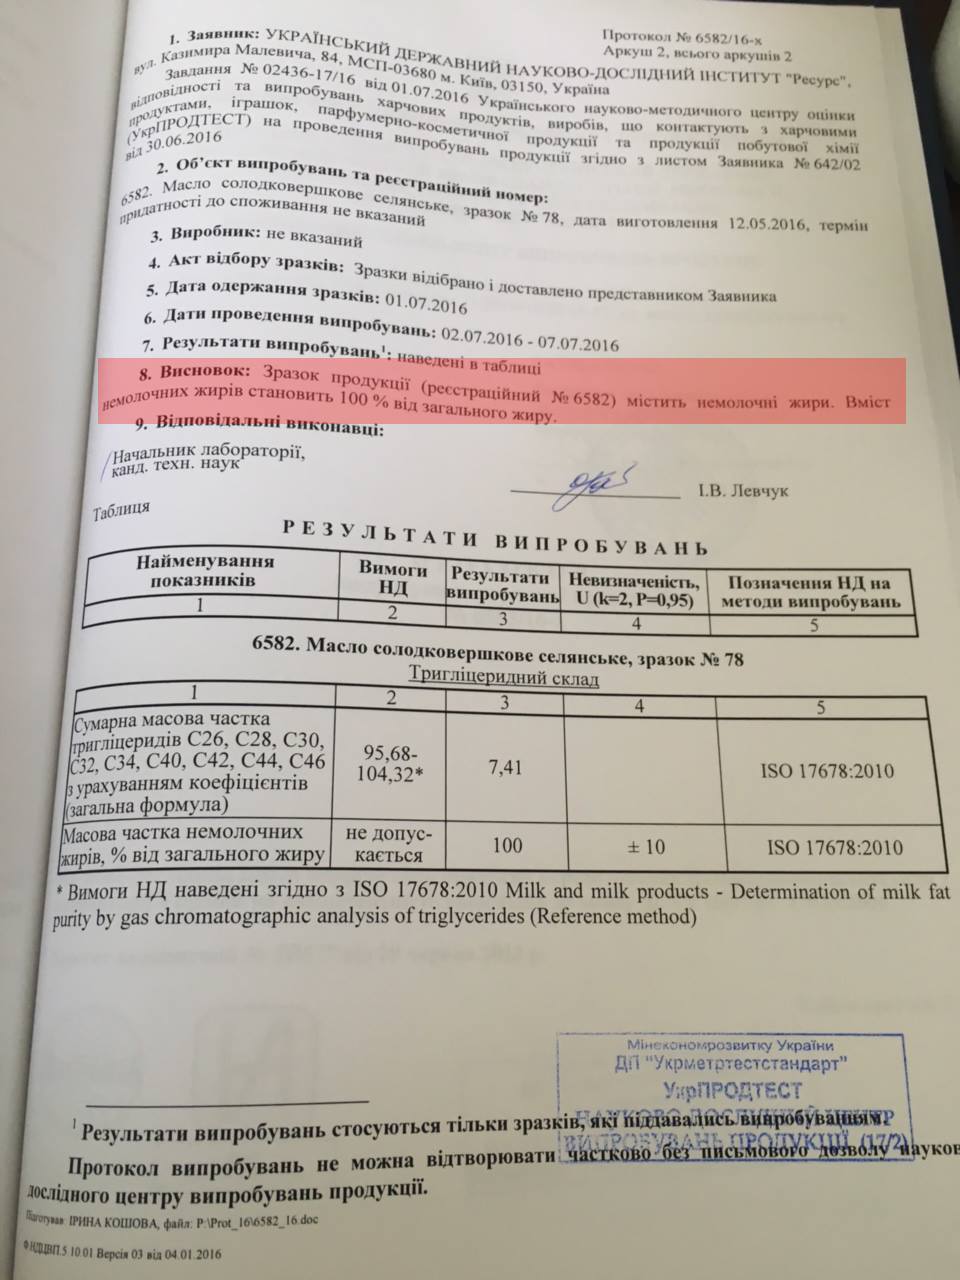 Протокол № 6582/16-х
Аркуш 2, всього аркушів 2
1. Заявник: УКРАЇНСЬКИЙ ДЕРЖАВНИЙ НАУКОВО-ДОСЛІДНИЙ ІНСТИТУТ "Ресурс",
вул. Казимира Малевича, 84, МСП-03680 м. Київ, 03150, Україна
Завдання № 02436-17/16 від 01.07.2016 Українського науково-методичного центру оцінки
відповідності та випробувань харчових продуктів, виробів, що контактують з харчовими
продуктами, іграшок, парфумерно-косметичної продукції та продукції побутової хімії
(УкрПРОДТЕСТ) на проведення випробувань продукції згідно з листом Заявника № 642/02
від 30.06.2016
2. Об'єкт випробувань та реєстраційний номер:
6582. Масло солодковершкове селянське, зразок № 78, дата виготовлення 12.05.2016, термін
придатності до споживання не вказаний
3. Виробник: не вказаний
4. Акт відбору зразків: Зразки відібрано і доставлено представником Заявника
5. Дата одержання зразків: 01.07.2016
6. Дати проведення випробувань: 02.07.2016 - 07.07.2016
7. Результати випробувань¹: наведені в таблиці
8. Висновок: Зразок продукції (реєстраційний № 6582) містить немолочні жири. Вміст
немолочних жирів становить 100 % від загального жиру.
9. Відповідальні виконавці:
Начальник лабораторії,
канд. техн. наук
І.В. Левчук
Таблиця
РЕЗУЛЬТАТИ ВИПРОБУВАНЬ
Найменування показників Вимоги НД Результати випробувань Невизначеність, U (k=2, P=0,95) Позначення НД на методи випробувань
1 2 3 4 5
6582. Масло солодковершкове селянське, зразок № 78
Тригліцеридний склад
1 2 3 4 5
Сумарна масова частка
тригліцеридів С26, С28, С30,
С32, С34, С40, С42, С44, С46
з урахуванням коефіцієнтів
(загальна формула)
95,68-
104,32*
7,41
ISO 17678:2010
Масова частка немолочних
жирів, % від загального жиру
не допус-
кається
100
± 10
ISO 17678:2010
* Вимоги НД наведені згідно з ISO 17678:2010 Milk and milk products - Determination of milk fat
purity by gas chromatographic analysis of triglycerides (Reference method)
Мінекономрозвитку України
ДП "Укрметртестстандарт"
УкрПРОДТЕСТ
НАУКОВО-ДОСЛІДНИЙ ЦЕНТР
ВИПРОБУВАНЬ ПРОДУКЦІЇ (17/2)
¹ Результати випробувань стосуються тільки зразків, які піддавались випробуванням.
Протокол випробувань не можна відтворювати частково без письмового дозволу науков
дослідного центру випробувань продукції.
Підготував: ІРИНА КОШОВА, файл: P:\Prot_16\6582_16.doc
Ф НДЦВП.5 10.01 Версія 03 від 04.01.2016